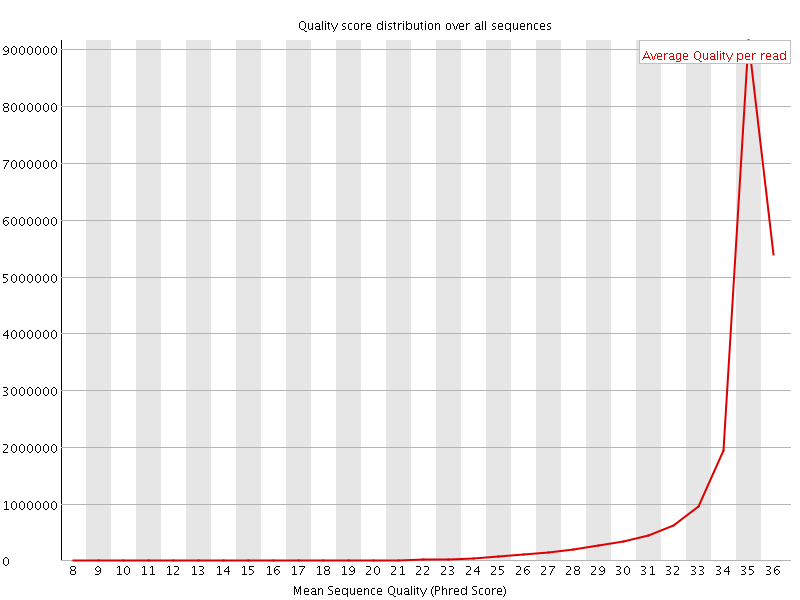 Quality score distribution over all sequences
Average Quality per read
9000000
8000000
7000000
6000000
5000000
4000000
3000000
2000000
1000000
0
8 9 10 11 12 13 14 15 16 17 18 19 20 21 22 23 24 25 26 27 28 29 30 31 32 33 34 35 36
Mean Sequence Quality (Phred Score)